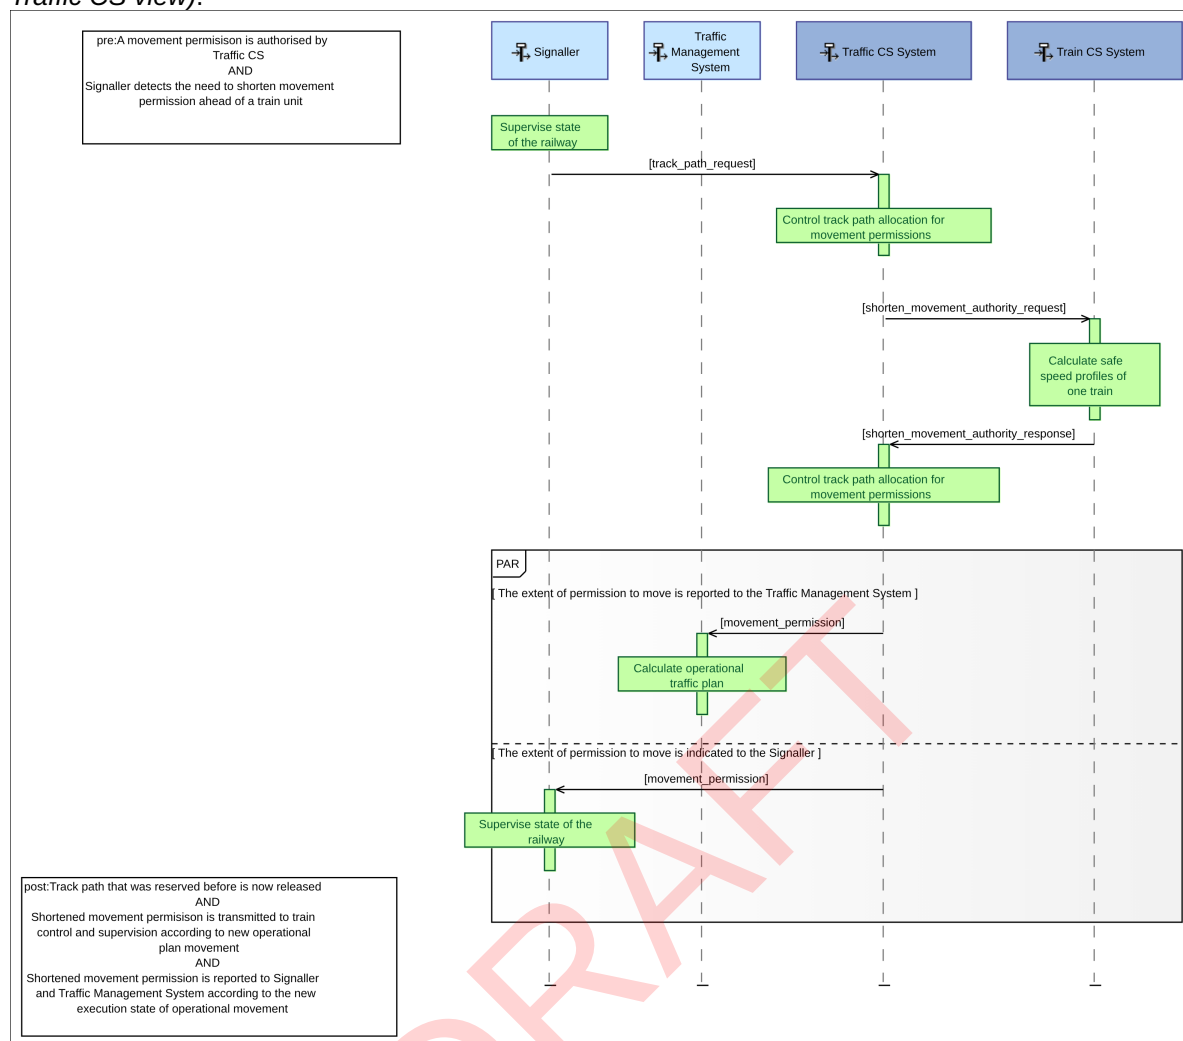 Traffic CS view).
pre:A movement permisison is authorised by
Traffic CS
AND
Signaller detects the need to shorten movement
permission ahead of a train unit
Signaller
Traffic
Management
System
Traffic CS System
Train CS System
Supervise state
of the railway
[track_path_request]
Control track path allocation for
movement permissions
[shorten_movement_authority_request]
Calculate safe
speed profiles of
one train
[shorten_movement_authority_response]
Control track path allocation for
movement permissions
PAR
[ The extent of permission to move is reported to the Traffic Management System ]
[movement_permission]
Calculate operational
traffic plan
[ The extent of permission to move is indicated to the Signaller ]
[movement_permission]
Supervise state of the
railway
post:Track path that was reserved before is now released
AND
Shortened movement permisison is transmitted to train
control and supervision according to new operational
plan movement
AND
Shortened movement permission is reported to Signaller
and Traffic Management System according to the new
execution state of operational movement
DRAFT